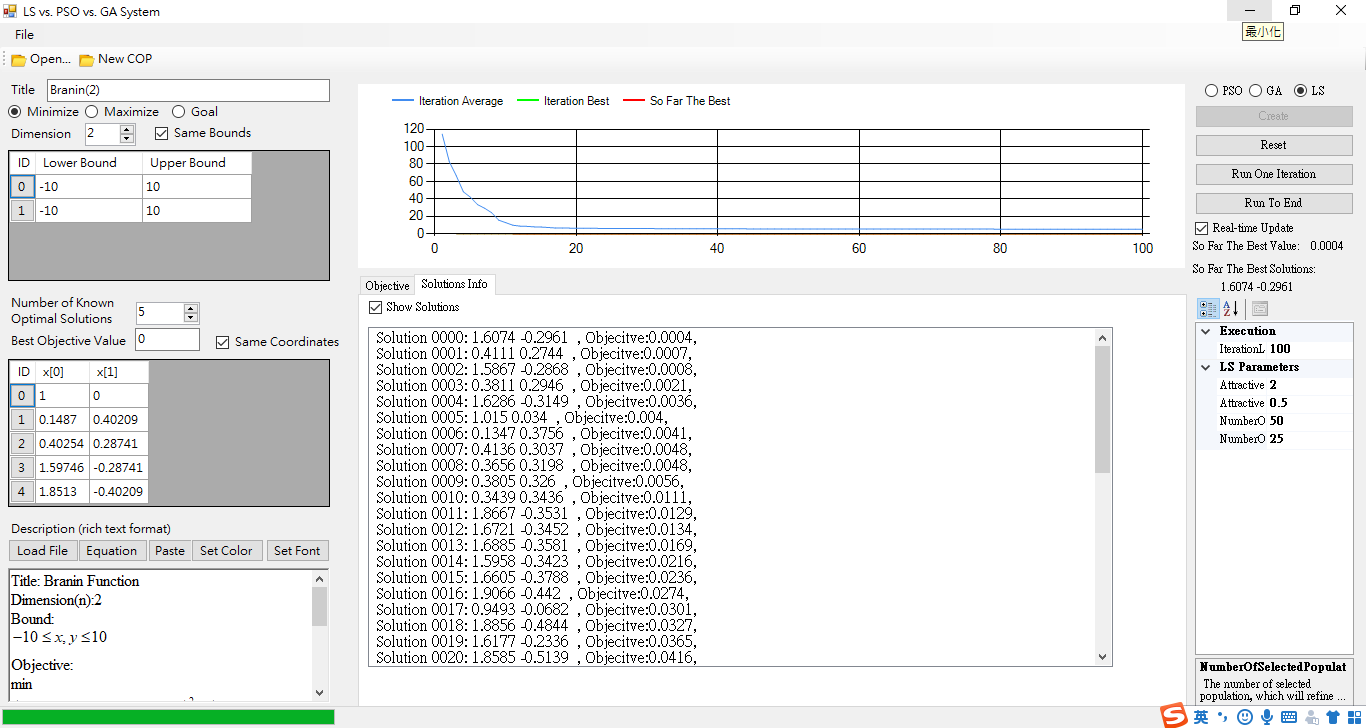 LS vs. PSO vs. GA System
最小化
File
Open... New COP
Title Branin(2)
Minimize Maximize Goal
Dimension 2 Same Bounds
ID Lower Bound Upper Bound
0 -10 10
1 -10 10
Number of Known
Optimal Solutions 5
Best Objective Value 0 Same Coordinates
ID x[0] x[1]
0 1 0
1 0.1487 0.40209
2 0.40254 0.28741
3 1.59746 -0.28741
4 1.8513 -0.40209
Description (rich text format)
Load File Equation Paste Set Color Set Font
Title: Branin Function
Dimension(n):2
Bound:
−10 ≤ x, y ≤10
Objective:
min
Iteration Average Iteration Best So Far The Best
120
100
80
60
40
20
0
0 20 40 60 80 100
Objective Solutions Info
Show Solutions
Solution 0000: 1.6074 -0.2961 , Objecitve:0.0004,
Solution 0001: 0.4111 0.2744 , Objecitve:0.0007,
Solution 0002: 1.5867 -0.2868 , Objecitve:0.0008,
Solution 0003: 0.3811 0.2946 , Objecitve:0.0021,
Solution 0004: 1.6286 -0.3149 , Objecitve:0.0036,
Solution 0005: 1.015 0.034 , Objecitve:0.004,
Solution 0006: 0.1347 0.3756 , Objecitve:0.0041,
Solution 0007: 0.4136 0.3037 , Objecitve:0.0048,
Solution 0008: 0.3656 0.3198 , Objecitve:0.0048,
Solution 0009: 0.3805 0.326 , Objecitve:0.0056,
Solution 0010: 0.3439 0.3436 , Objecitve:0.0111,
Solution 0011: 1.8667 -0.3531 , Objecitve:0.0129,
Solution 0012: 1.6721 -0.3452 , Objecitve:0.0134,
Solution 0013: 1.6885 -0.3581 , Objecitve:0.0169,
Solution 0014: 1.5958 -0.3423 , Objecitve:0.0216,
Solution 0015: 1.6605 -0.3788 , Objecitve:0.0236,
Solution 0016: 1.9066 -0.442 , Objecitve:0.0274,
Solution 0017: 0.9493 -0.0682 , Objecitve:0.0301,
Solution 0018: 1.8856 -0.4844 , Objecitve:0.0327,
Solution 0019: 1.6177 -0.2336 , Objecitve:0.0365,
Solution 0020: 1.8585 -0.5139 , Objecitve:0.0416,
PSO GA LS
Create
Reset
Run One Iteration
Run To End
Real-time Update
So Far The Best Value: 0.0004
So Far The Best Solutions:
1.6074 -0.2961
Execution
IterationL 100
LS Parameters
Attractive 2
Attractive 0.5
NumberO 50
NumberO 25
NumberOfSelectedPopulat
The number of selected
population, which will refine ...
英